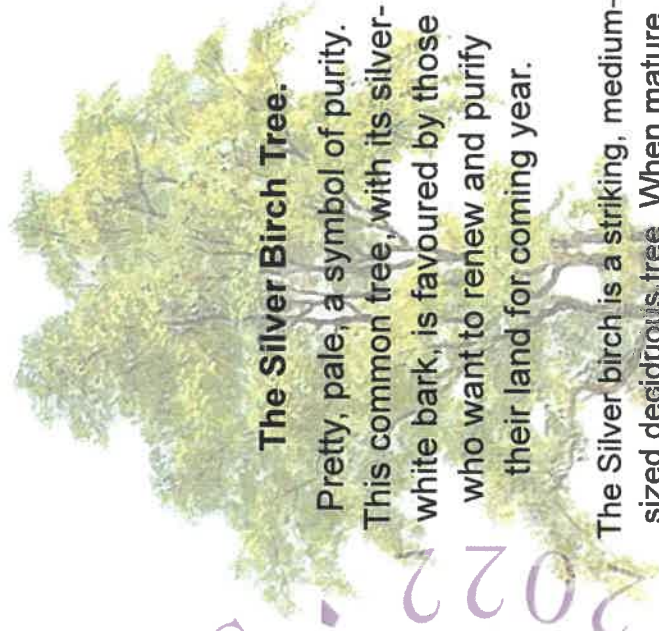 The Silver Birch Tree.
Pretty, pale, a symbol of purity.
This common tree, with its silver-
white bark, is favoured by those
who want to renew and purify
their land for coming year.
The Silver birch is a striking, medium-
sized deciduous tree. When mature
2022